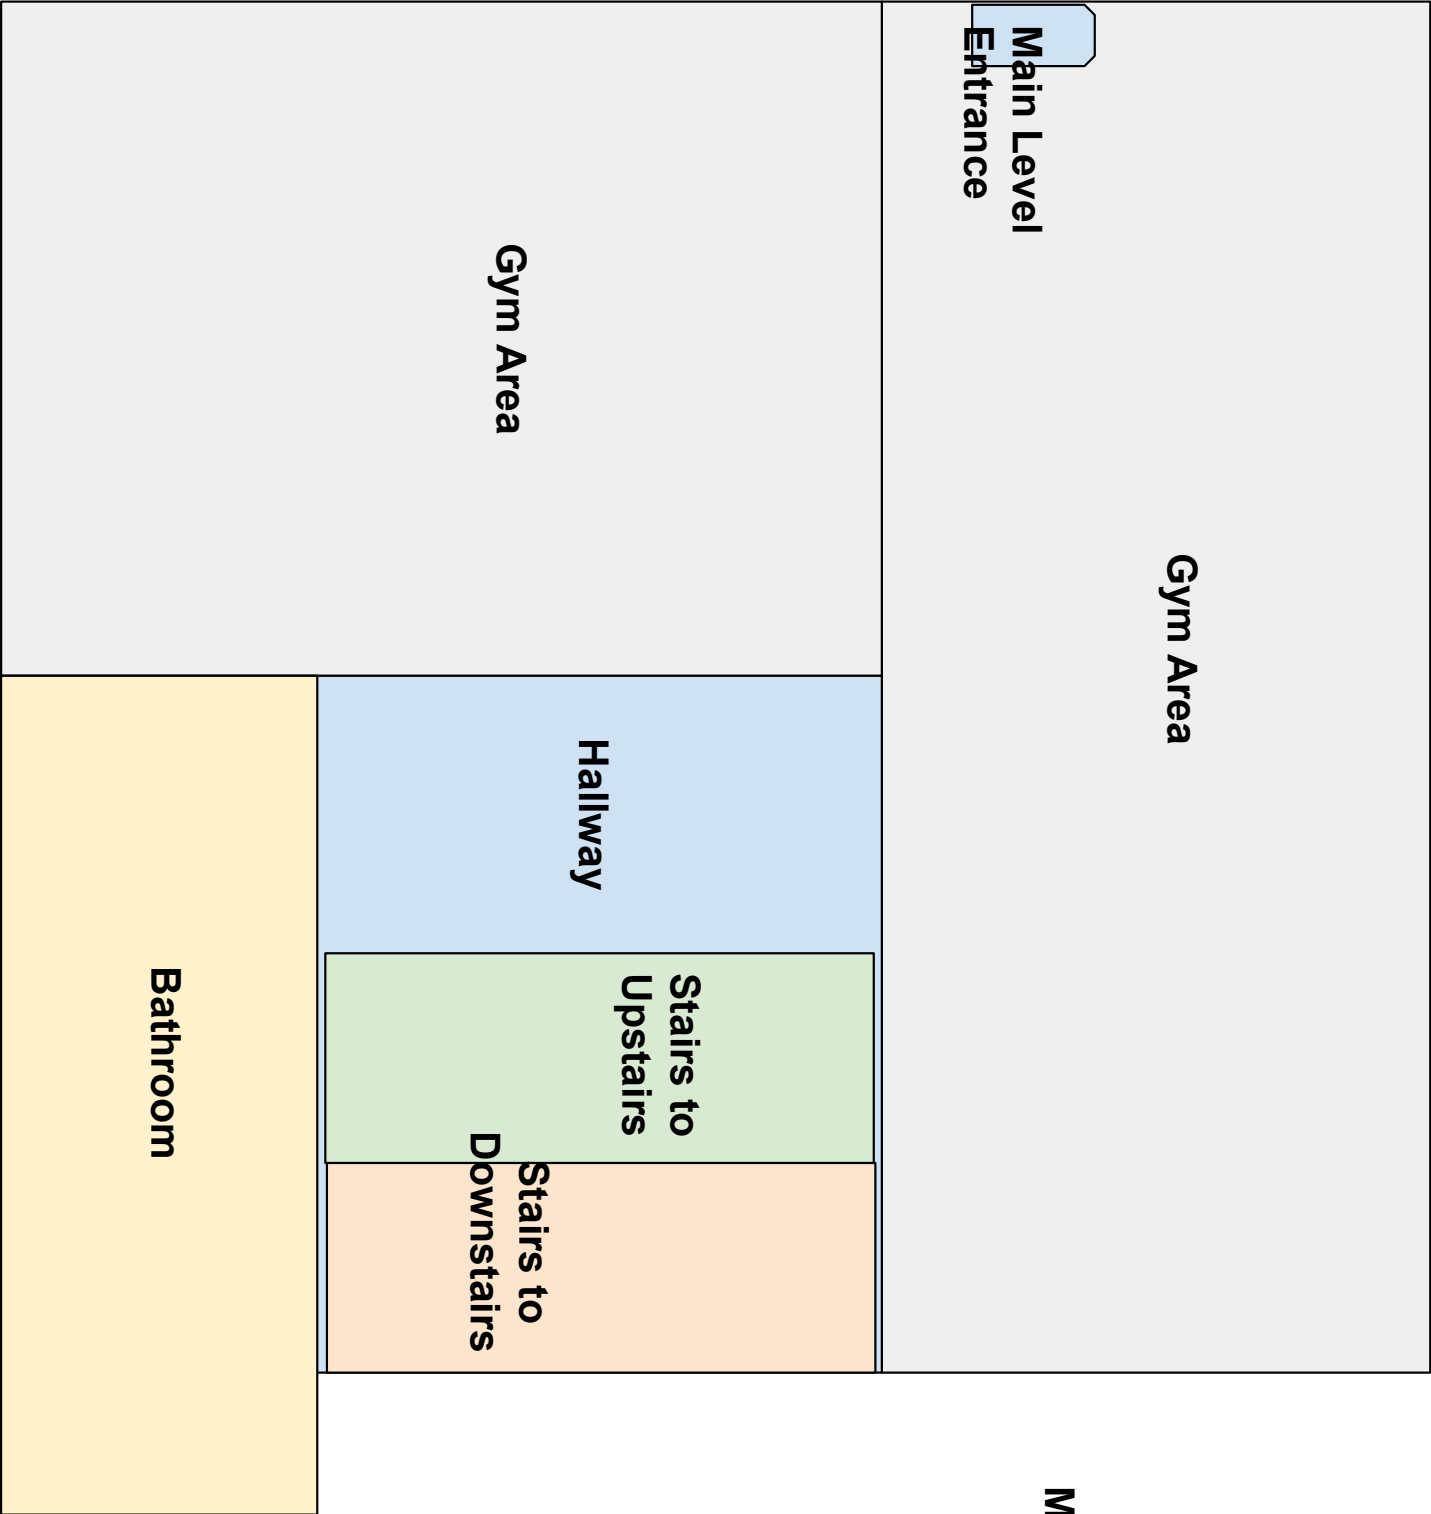 Main Level
Entrance
Gym Area
Gym Area
Hallway
Stairs to
Upstairs
Stairs to
Downstairs
Bathroom
M